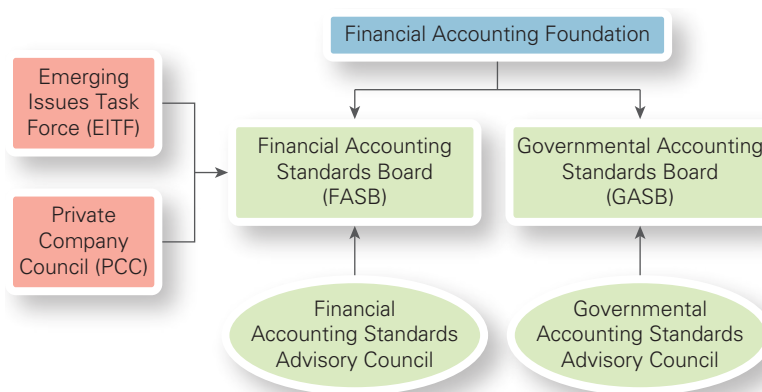 Financial Accounting Foundation
Emerging
Issues Task
Force (EITF)
Financial Accounting
Standards Board
(FASB)
Governmental Accounting
Standards Board
(GASB)
Private
Company
Council (PCC)
Financial
Accounting Standards
Advisory Council
Governmental
Accounting Standards
Advisory Council